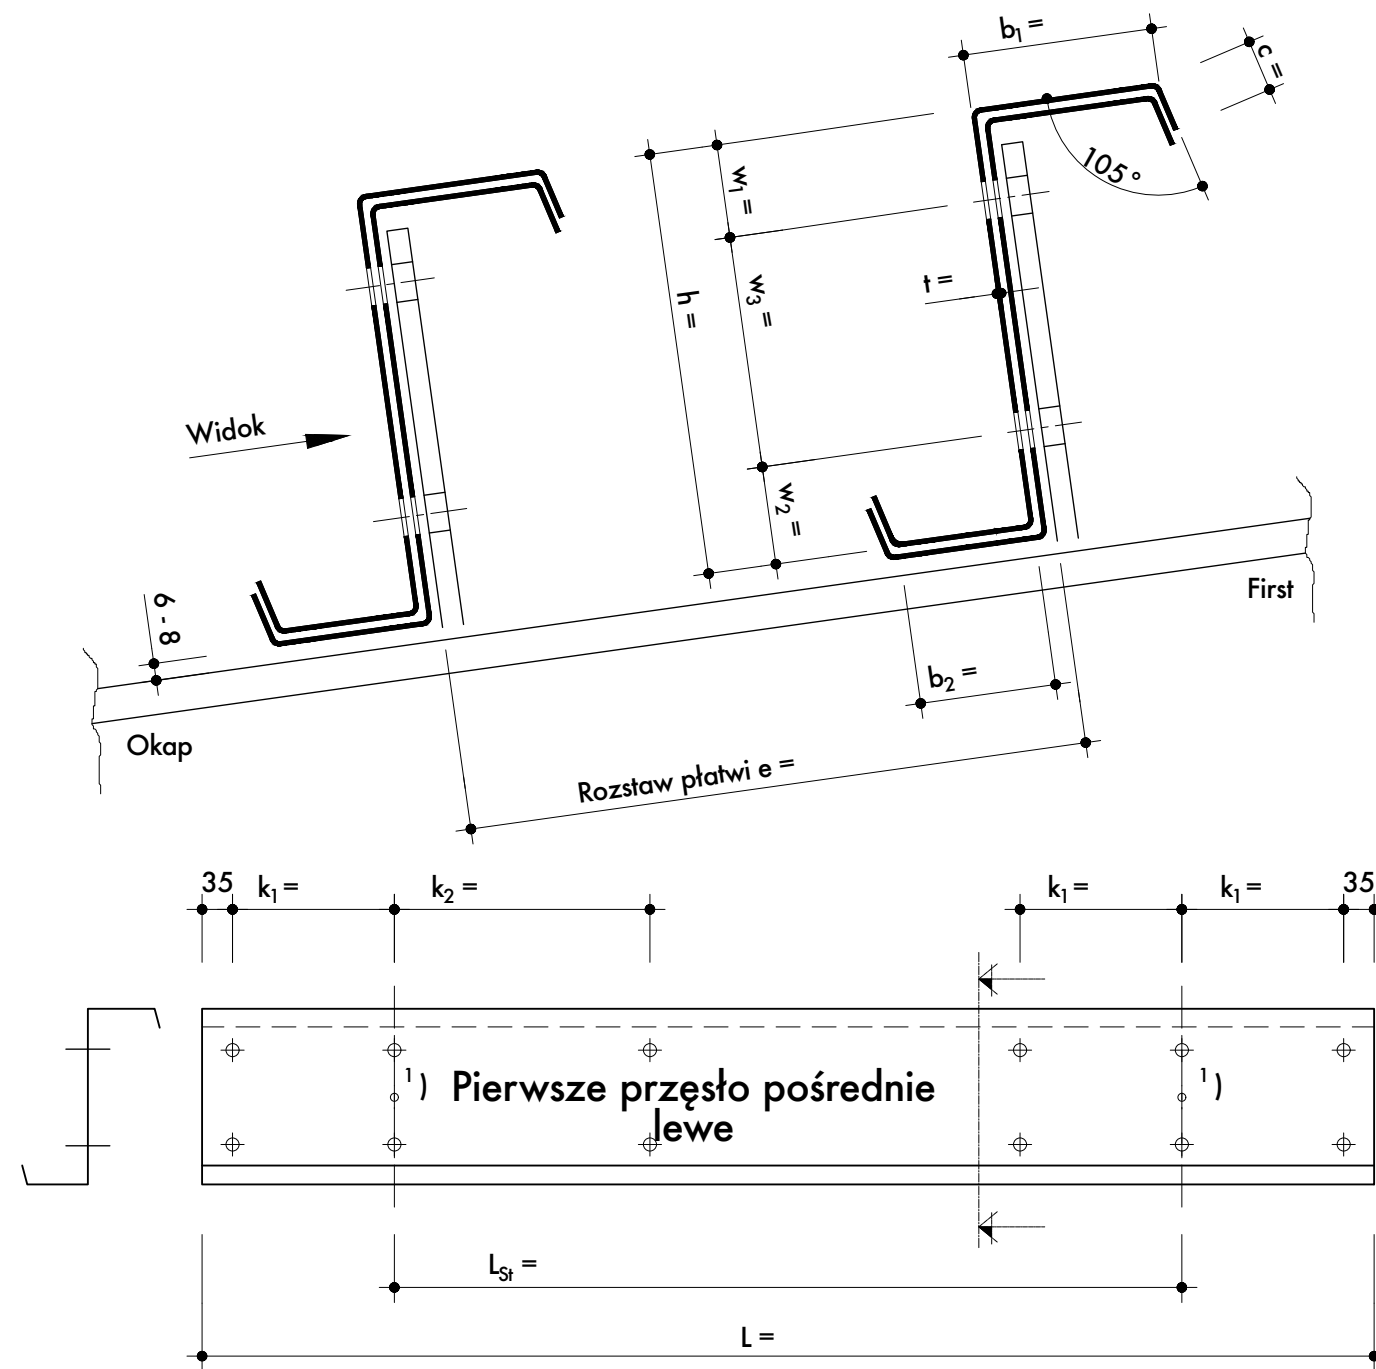 b₁ =
c =
105°
w₁ =
h =
w₃ =
t =
Widok
w₂ =
First
6 - 8
b₂ =
Okap
Rozstaw płatwi e =
35 k₁ = k₂ = k₁ = k₁ = 35
¹) Pierwsze przęsło pośrednie ¹)
lewe
L_St =
L =